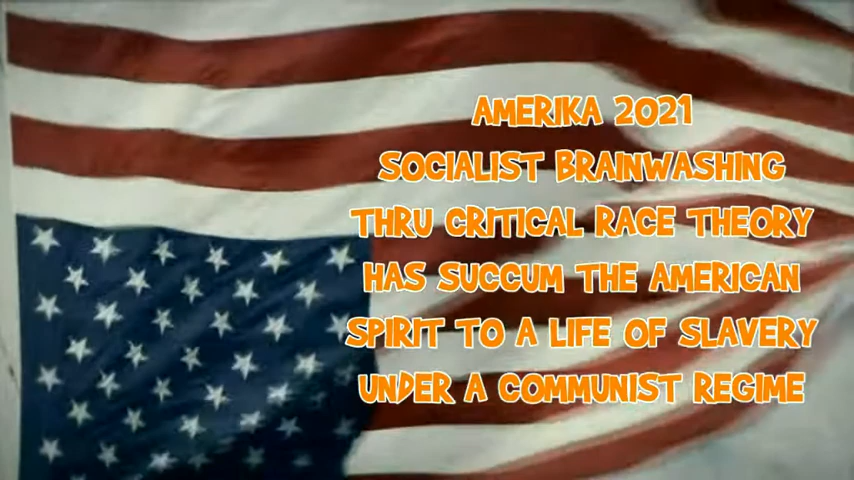 AMERIKA 2021
SOCIALIST BRAINWASHING
THRU CRITICAL RACE THEORY
HAS SUCCUM THE AMERICAN
SPIRIT TO A LIFE OF SLAVERY
UNDER A COMMUNIST REGIME